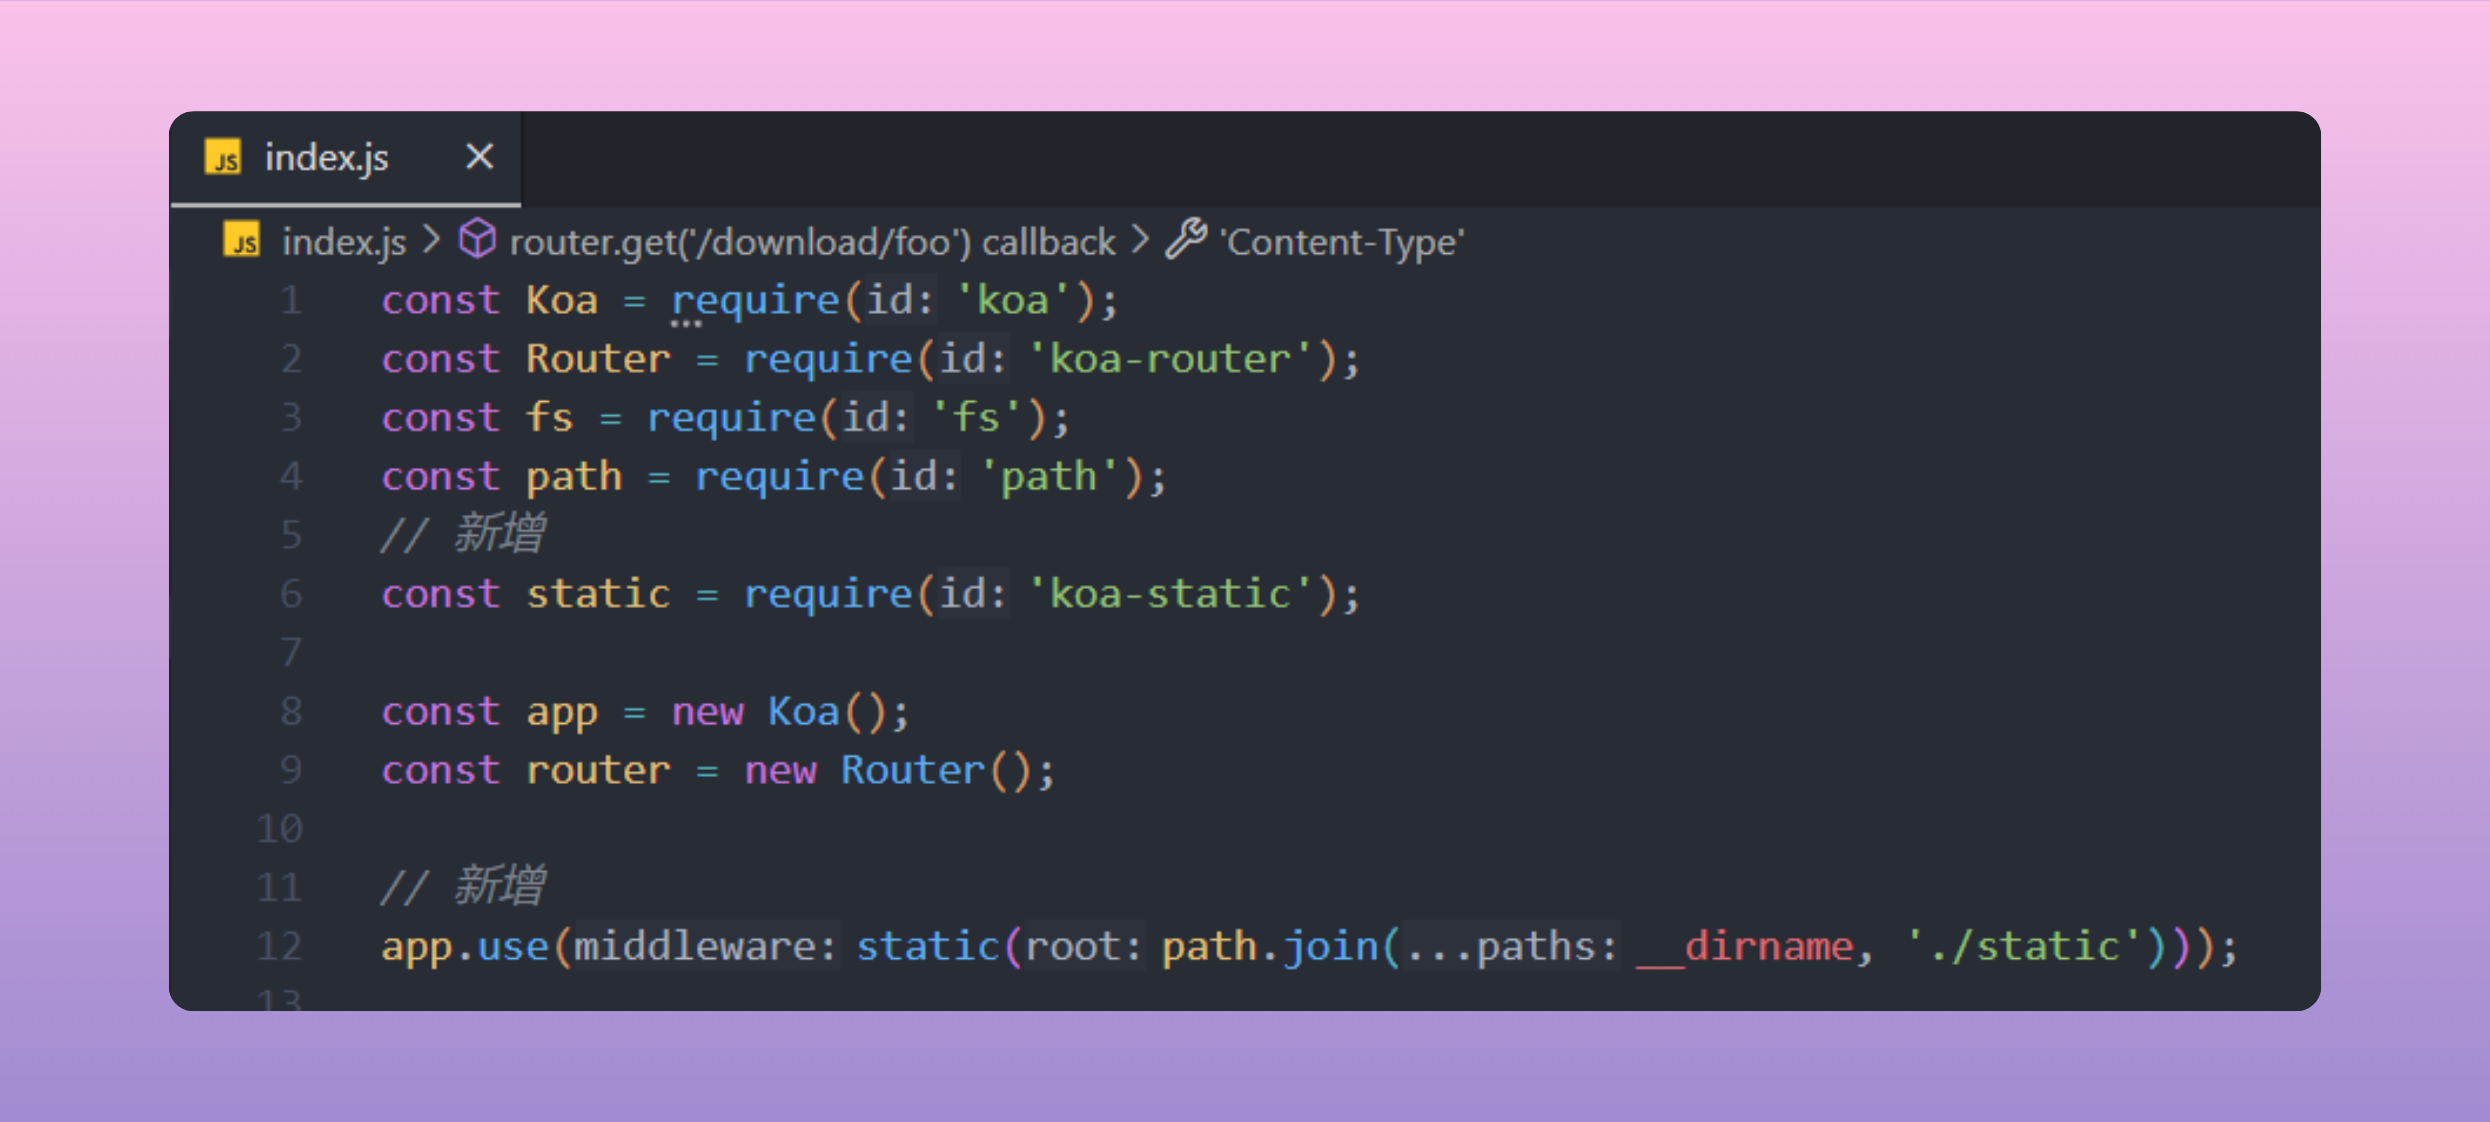 JS index.js ×
JS index.js > router.get('/download/foo') callback > 'Content-Type'
1 const Koa = require(id: 'koa');
2 const Router = require(id: 'koa-router');
3 const fs = require(id: 'fs');
4 const path = require(id: 'path');
5 // 新增
6 const static = require(id: 'koa-static');
7
8 const app = new Koa();
9 const router = new Router();
10
11 // 新增
12 app.use(middleware: static(root: path.join(...paths: __dirname, './static')));
13